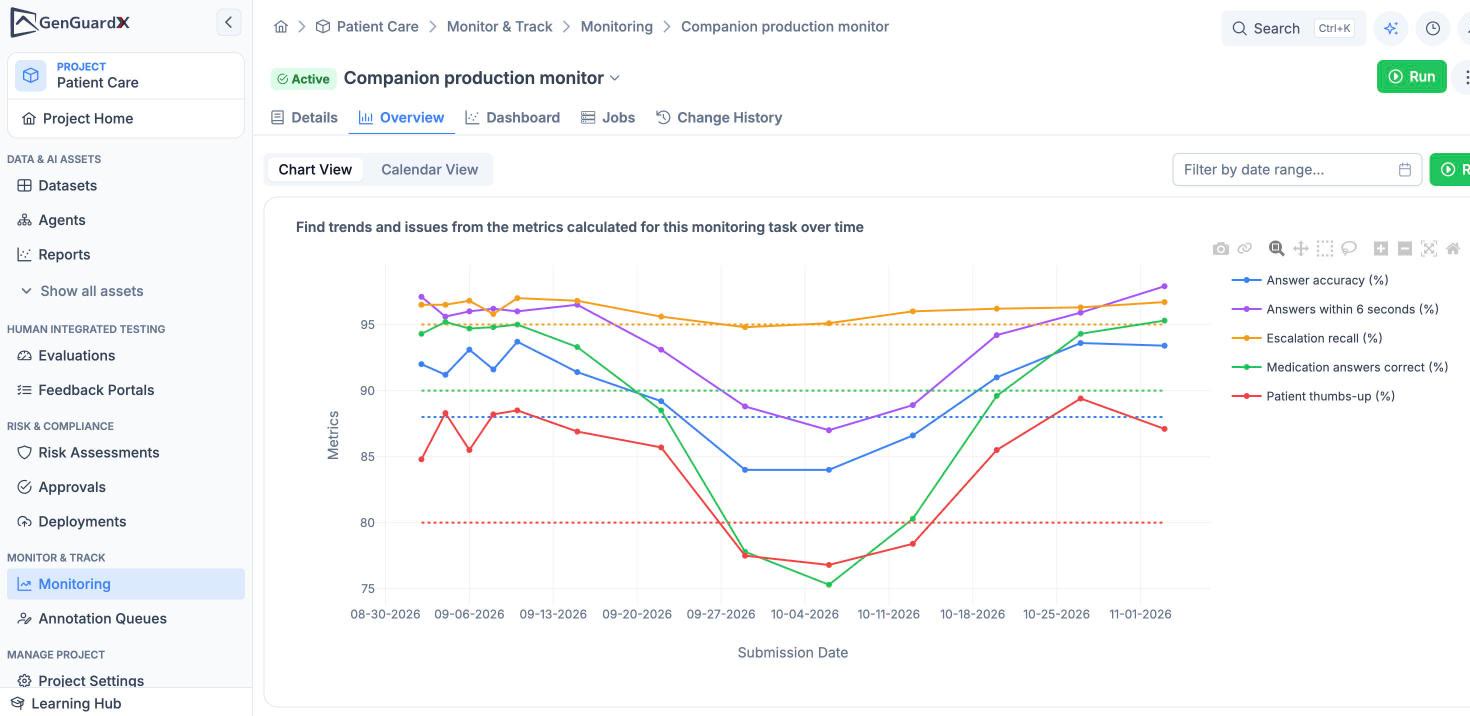 GenGuardX
PROJECT
Patient Care
Project Home
DATA & AI ASSETS
Datasets
Agents
Reports
Show all assets
HUMAN INTEGRATED TESTING
Evaluations
Feedback Portals
RISK & COMPLIANCE
Risk Assessments
Approvals
Deployments
MONITOR & TRACK
Monitoring
Annotation Queues
MANAGE PROJECT
Project Settings
Learning Hub
Patient Care > Monitor & Track > Monitoring > Companion production monitor
Search Ctrl+K
Active Companion production monitor
Run
Details Overview Dashboard Jobs Change History
Chart View Calendar View
Filter by date range...
R
Find trends and issues from the metrics calculated for this monitoring task over time
Answer accuracy (%)
Answers within 6 seconds (%)
Escalation recall (%)
Medication answers correct (%)
Patient thumbs-up (%)
Metrics
95
90
85
80
75
08-30-2026 09-06-2026 09-13-2026 09-20-2026 09-27-2026 10-04-2026 10-11-2026 10-18-2026 10-25-2026 11-01-2026
Submission Date